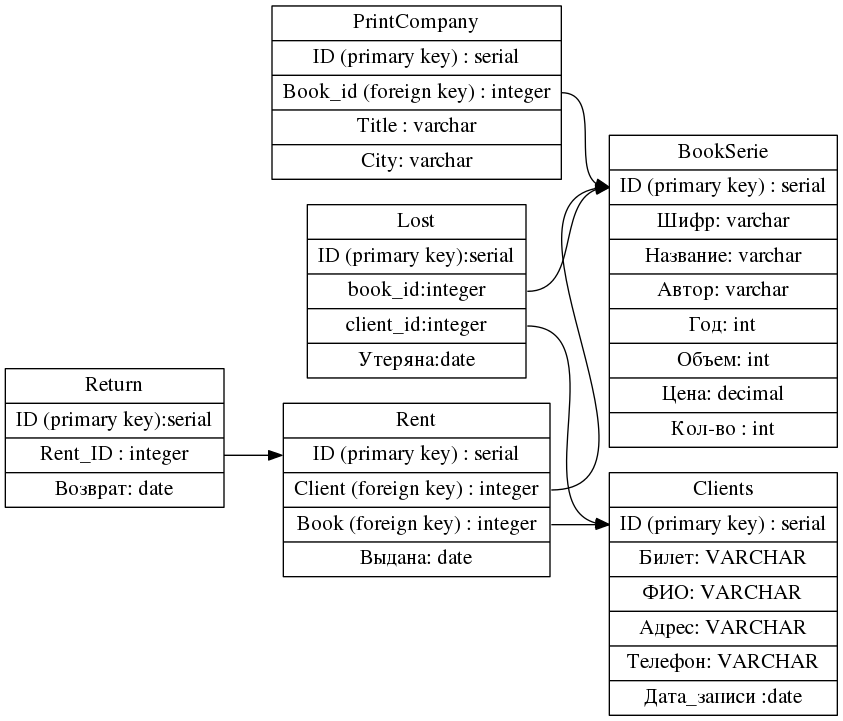 PrintCompany
ID (primary key) : serial
Book_id (foreign key) : integer
Title : varchar
City: varchar
BookSerie
ID (primary key) : serial
Шифр: varchar
Название: varchar
Автор: varchar
Год: int
Объем: int
Цена: decimal
Кол-во : int
Lost
ID (primary key):serial
book_id:integer
client_id:integer
Утеряна:date
Return
ID (primary key):serial
Rent_ID : integer
Возврат: date
Rent
ID (primary key) : serial
Client (foreign key) : integer
Book (foreign key) : integer
Выдана: date
Clients
ID (primary key) : serial
Билет: VARCHAR
ФИО: VARCHAR
Адрес: VARCHAR
Телефон: VARCHAR
Дата_записи :date